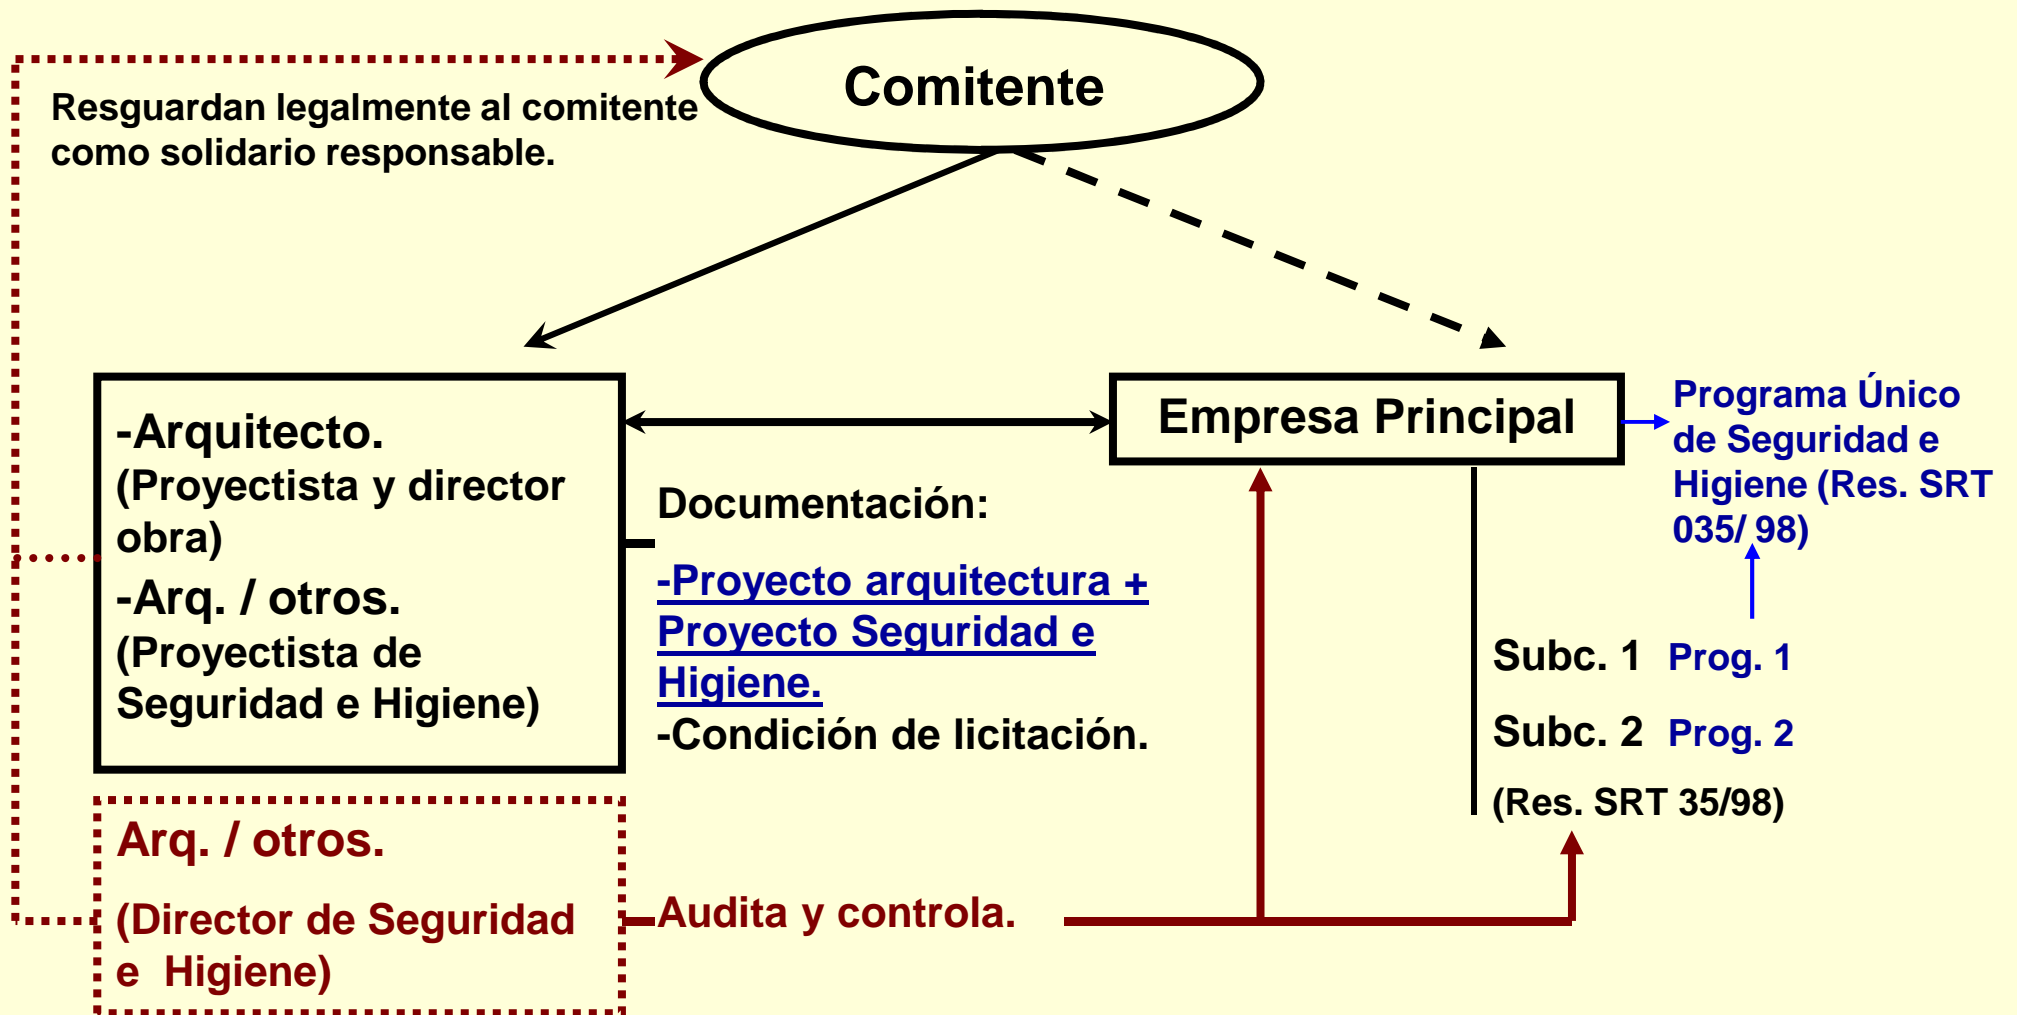 Comitente
Resguardan legalmente al comitente
como solidario responsable.
-Arquitecto.
(Proyectista y director
obra)
-Arq. / otros.
(Proyectista de
Seguridad e Higiene)
Documentación:
-Proyecto arquitectura +
Proyecto Seguridad e
Higiene.
-Condición de licitación.
Empresa Principal
Programa Único
de Seguridad e
Higiene (Res. SRT
035/ 98)
Subc. 1 Prog. 1
Subc. 2 Prog. 2
(Res. SRT 35/98)
Arq. / otros.
(Director de Seguridad
e Higiene)
Audita y controla.